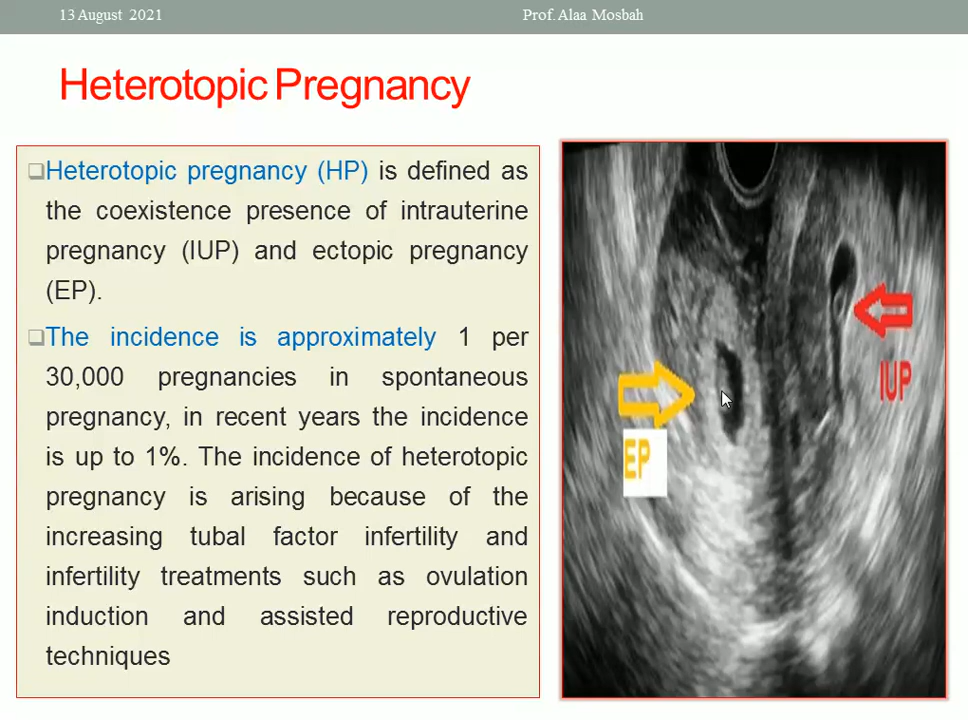 13 August 2021
Prof. Alaa Mosbah
Heterotopic Pregnancy
Heterotopic pregnancy (HP) is defined as
the coexistence presence of intrauterine
pregnancy (IUP) and ectopic pregnancy
(EP).
The incidence is approximately 1 per
30,000 pregnancies in spontaneous
pregnancy, in recent years the incidence
is up to 1%. The incidence of heterotopic
pregnancy is arising because of the
increasing tubal factor infertility and
infertility treatments such as ovulation
induction and assisted reproductive
techniques
IUP
EP